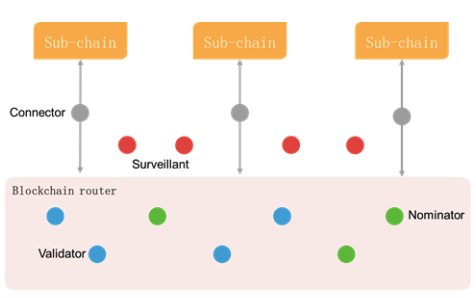 Sub-chain Sub-chain Sub-chain
Connector
Surveillant
Blockchain router
Nominator
Validator